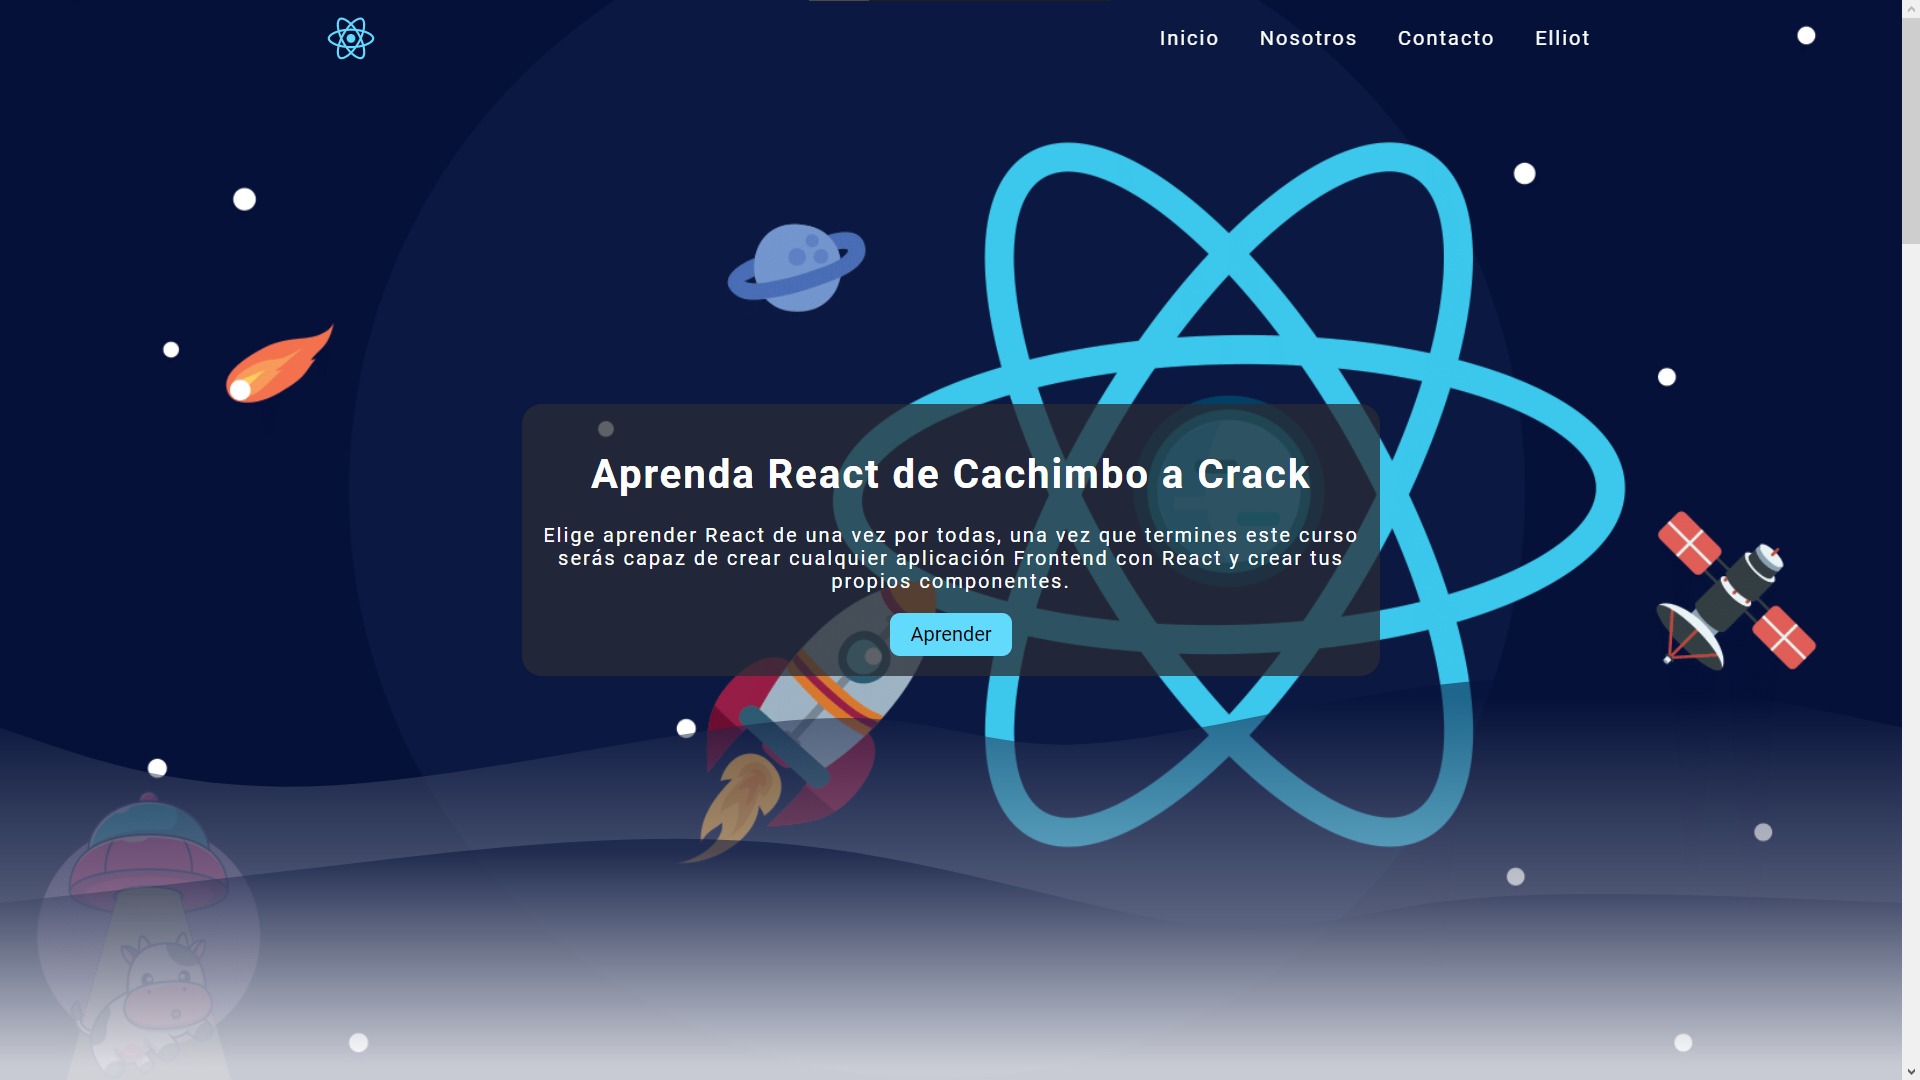 Inicio Nosotros Contacto Elliot
Aprenda React de Cachimbo a Crack
Elige aprender React de una vez por todas, una vez que termines este curso
serás capaz de crear cualquier aplicación Frontend con React y crear tus
propios componentes.
Aprender